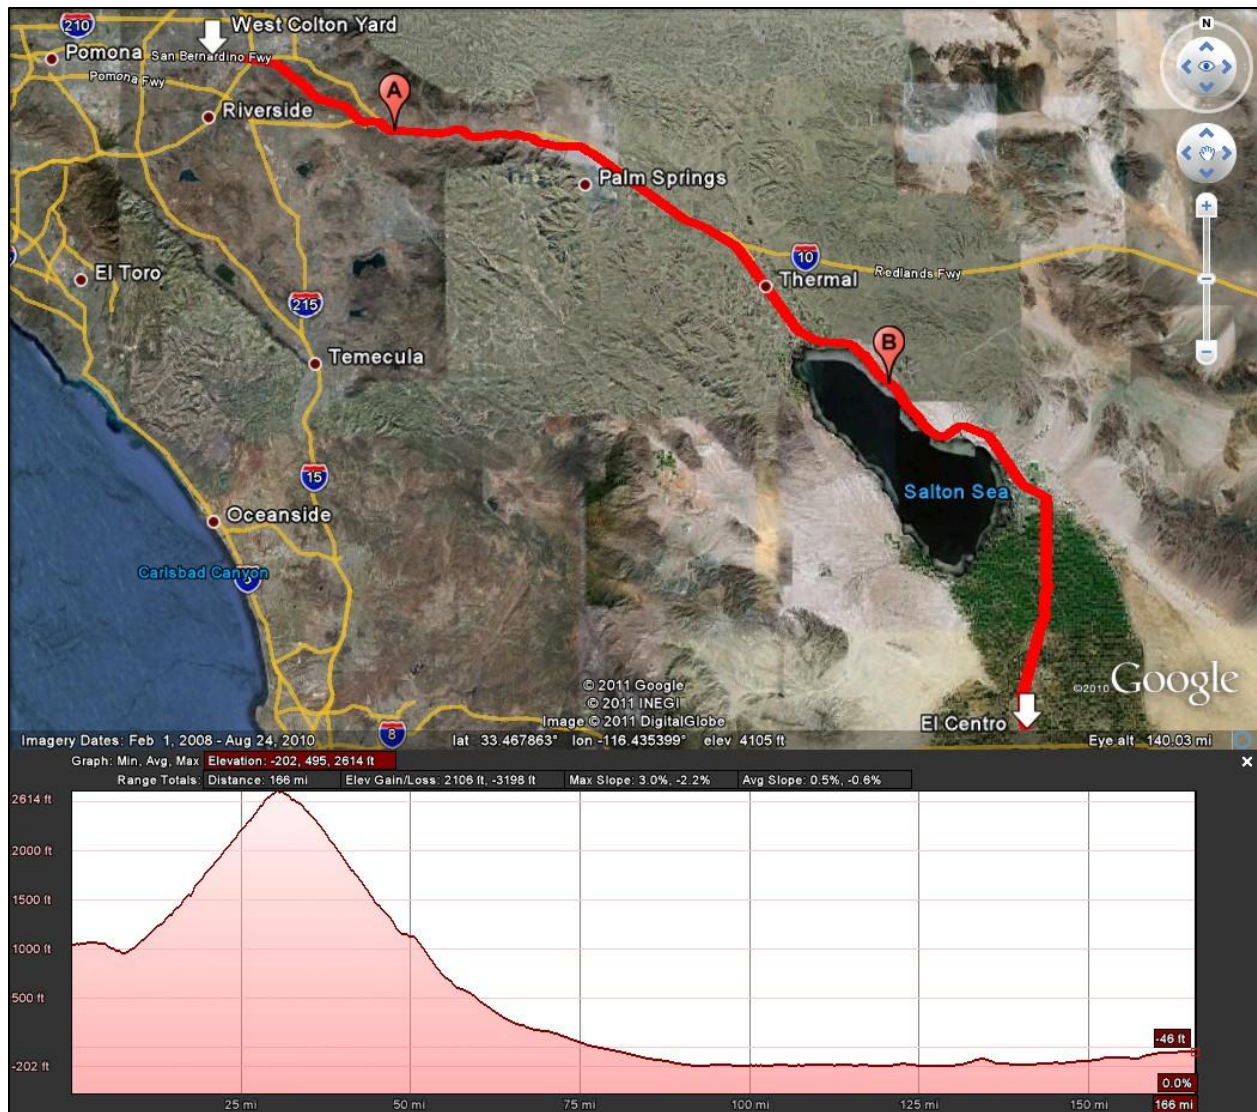 210
West Colton Yard
Pomona
San Bernardino Fwy
Pomona Fwy
N
A
Riverside
Palm Springs
El Toro
10
Thermal
Redlands Fwy
215
B
Temecula
15
Salton Sea
Oceanside
Carlsbad Canyon
5
© 2011 Google
© 2011 INEGI
Image © 2011 DigitalGlobe
©2010 Google
El Centro
8
Imagery Dates: Feb 1, 2008 - Aug 24, 2010 lat 33.467863° lon -116.435399° elev 4105 ft Eye alt 140.03 mi
Graph: Min, Avg, Max Elevation: -202, 495, 2614 ft
Range Totals: Distance: 166 mi Elev Gain/Loss: 2106 ft, -3198 ft Max Slope: 3.0%, -2.2% Avg Slope: 0.5%, -0.6%
2614 ft
2000 ft
1500 ft
1000 ft
500 ft
-46 ft
-202 ft
0.0%
25 mi 50 mi 75 mi 100 mi 125 mi 150 mi 166 mi